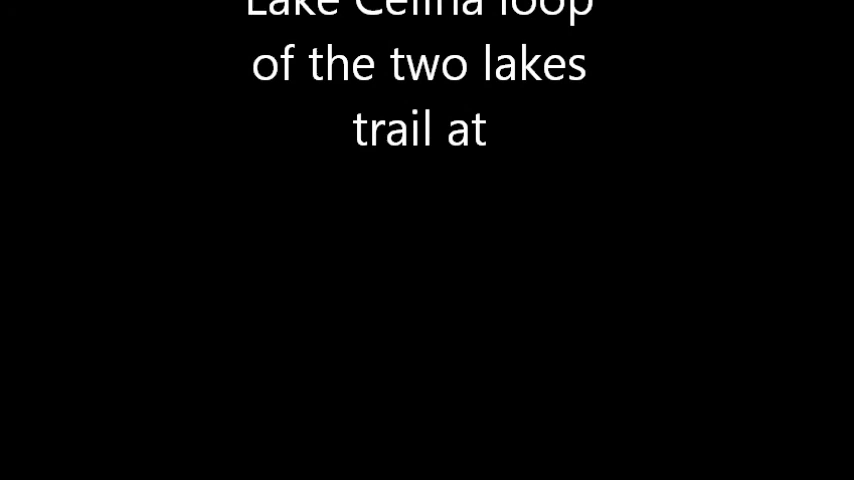 Lake Celina loop
of the two lakes
trail at